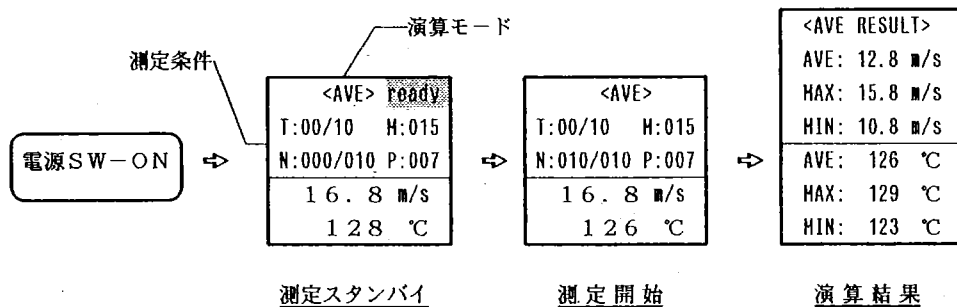 演算モード
測定条件
電源SW-ON
<AVE> ready
T:00/10 H:015
N:000/010 P:007
16.8 m/s
128 ℃
測定スタンバイ
<AVE>
T:00/10 H:015
N:010/010 P:007
16.8 m/s
126 ℃
測定開始
<AVE RESULT>
AVE: 12.8 m/s
MAX: 15.8 m/s
MIN: 10.8 m/s
AVE: 126 ℃
MAX: 129 ℃
MIN: 123 ℃
演算結果